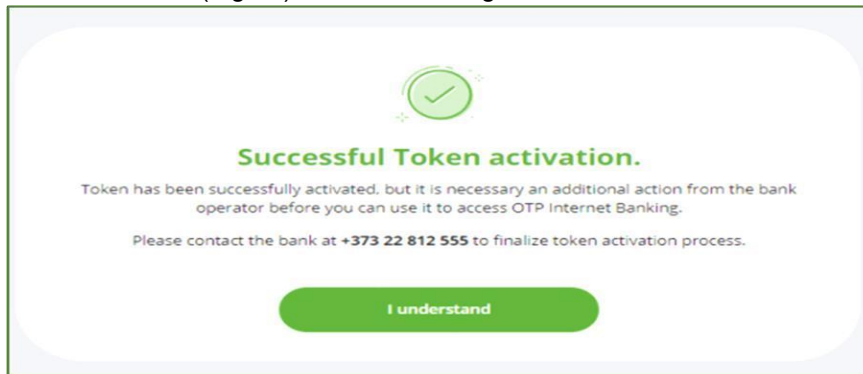 Successful Token activation.
Token has been successfully activated, but it is necessary an additional action from the bank
operator before you can use it to access OTP Internet Banking.
Please contact the bank at +373 22 812 555 to finalize token activation process.
I understand